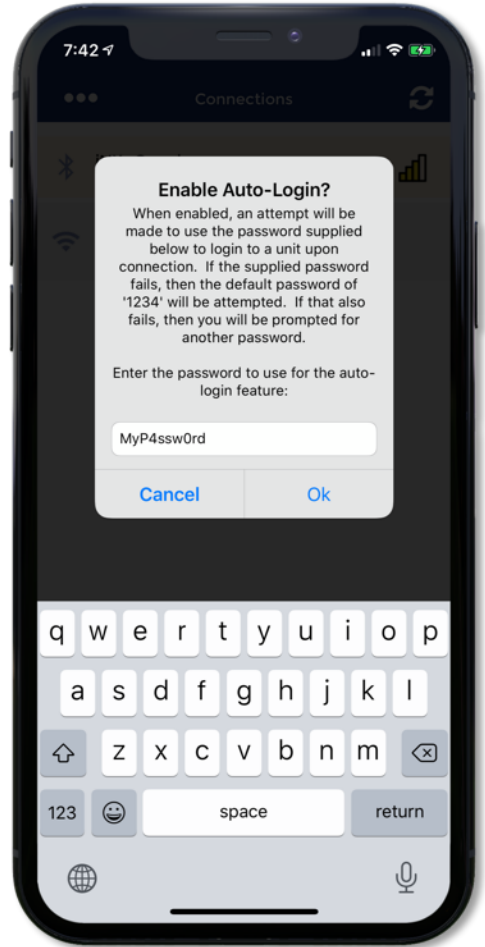 7:42
Connections
Enable Auto-Login?
When enabled, an attempt will be
made to use the password supplied
below to login to a unit upon
connection.  If the supplied password
fails, then the default password of
'1234' will be attempted.  If that also
fails, then you will be prompted for
another password.
Enter the password to use for the auto-
login feature:
MyP4ssw0rd
Cancel Ok
q w e r t y u i o p
a s d f g h j k l
z x c v b n m
123 space return